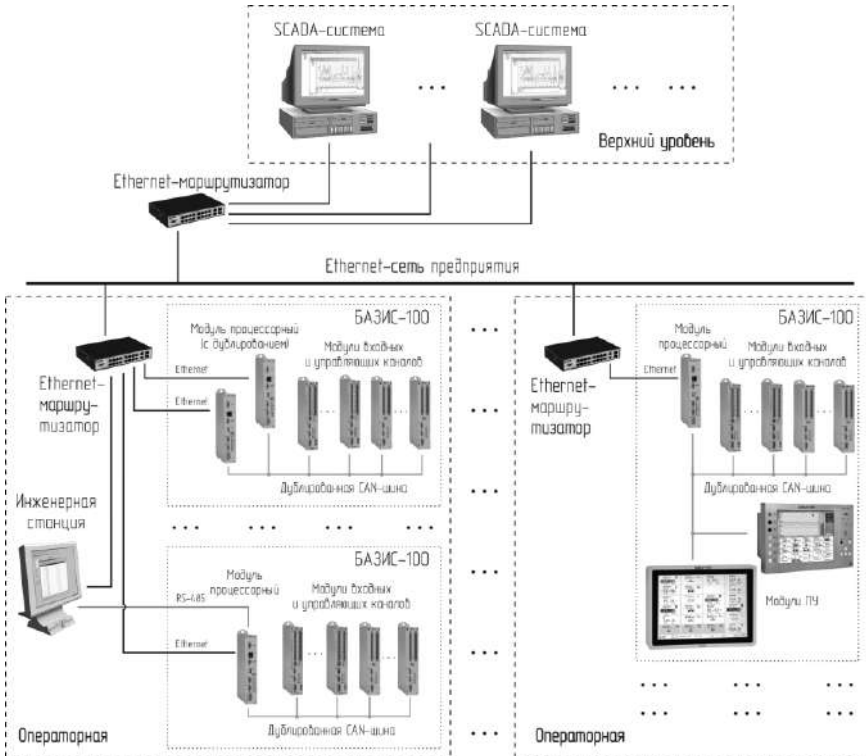 SCADA-система
SCADA-система
Верхний уровень
Ethernet-маршрутизатор
Ethernet-сеть предприятия
БАЗИС-100
Модуль процессорный
(с дублированием)
Модули входных
и управляющих каналов
Ethernet
Ethernet
Ethernet-
маршру-
тизатор
Дублированная CAN-шина
Инженерная
станция
БАЗИС-100
Модуль
процессорный
Модули входных
и управляющих каналов
RS-485
Ethernet
Дублированная CAN-шина
Операторная
БАЗИС-100
Модуль
процессорный
Модули входных
и управляющих каналов
Ethernet
Ethernet-
маршру-
тизатор
Дублированная CAN-шина
Модули ПУ
Операторная